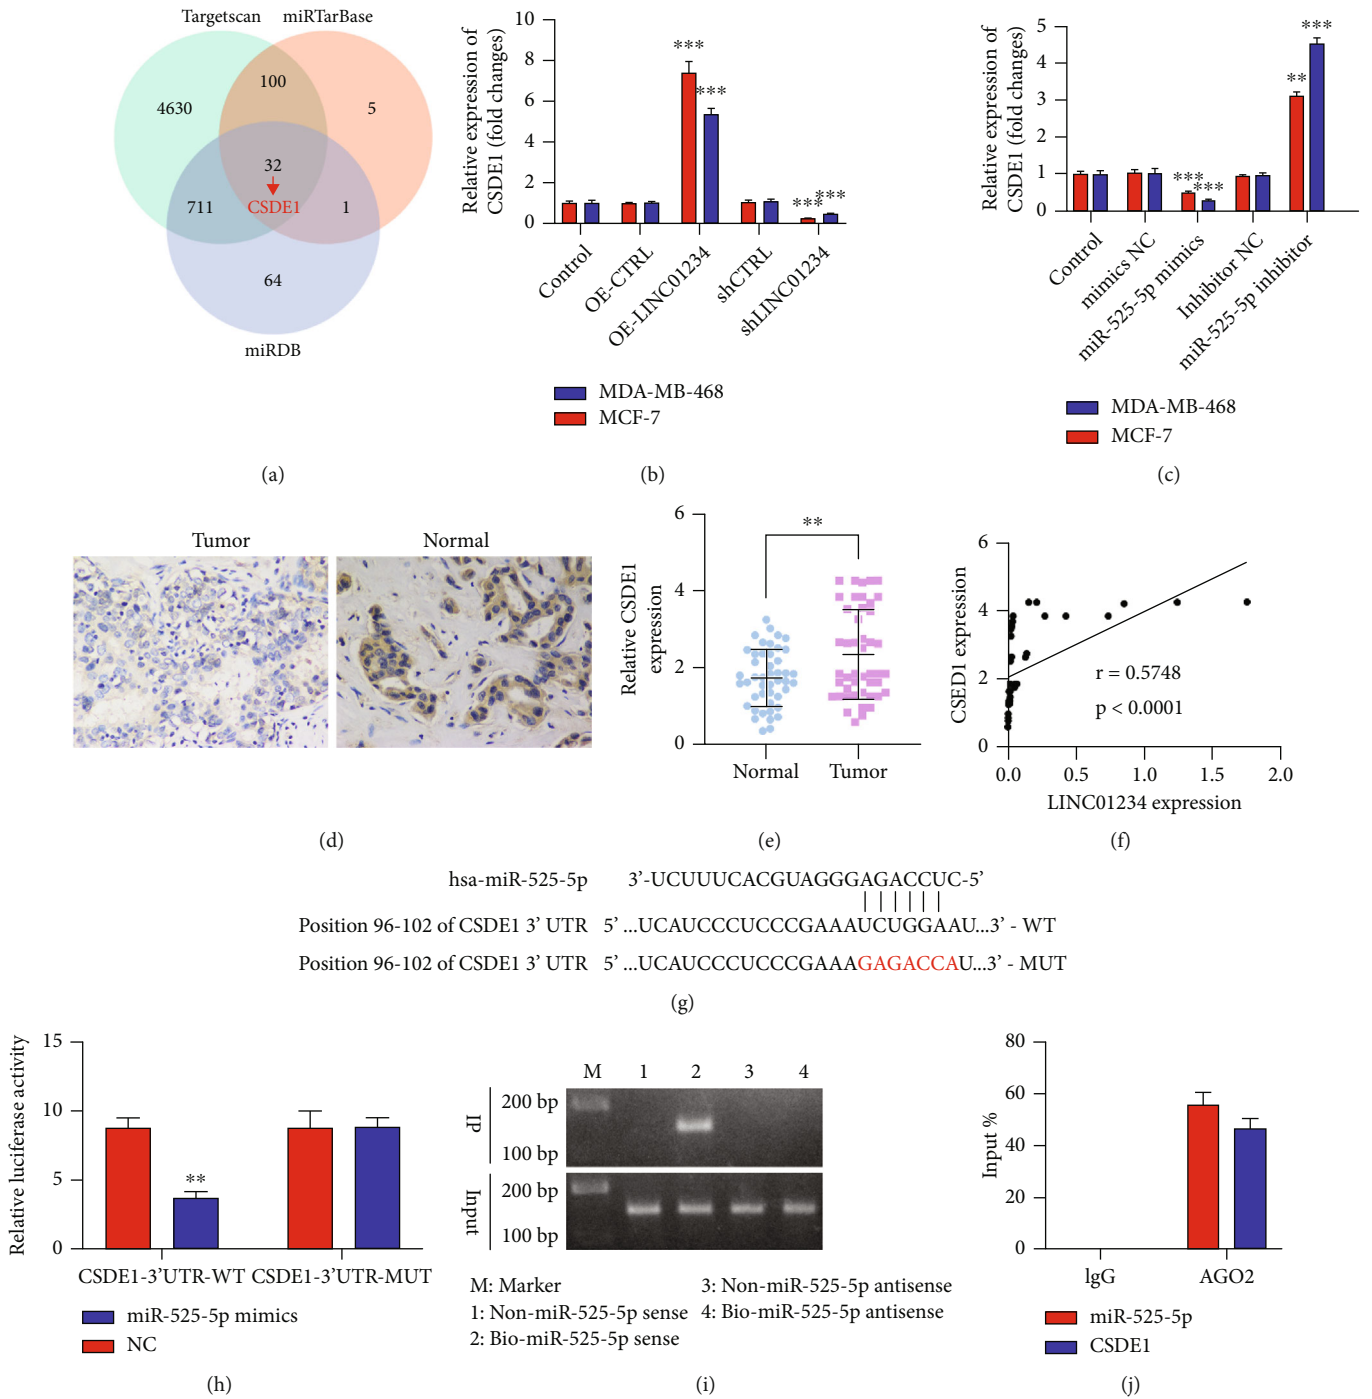 Targetscan miRTarBase
4630
100
5
32
711
CSDE1
1
64
miRDB
(a)
Relative expression of
CSDE1 (fold changes)
10
8
6
4
2
0
***
***
***
***
Control
OE-CTRL
OE-LINC01234
shCTRL
shLINC01234
MDA-MB-468
MCF-7
(b)
Relative expression of
CSDE1 (fold changes)
5
4
3
2
1
0
***
***
**
***
Control
mimics NC
miR-525-5p mimics
Inhibitor NC
miR-525-5p inhibitor
MDA-MB-468
MCF-7
(c)
Tumor
Normal
(d)
Relative CSDE1
expression
6
4
2
0
**
Normal
Tumor
(e)
CSED1 expression
6
4
2
0
r = 0.5748
p < 0.0001
0.0 0.5 1.0 1.5 2.0
LINC01234 expression
(f)
hsa-miR-525-5p 3’-UCUUUCACGUAGGGAGACCUC-5’
Position 96-102 of CSDE1 3’ UTR 5’ ...UCAUCCCUCCCGAAAUCUGGAAU...3’ - WT
Position 96-102 of CSDE1 3’ UTR 5’ ...UCAUCCCUCCCGAAAGAGACCAU...3’ - MUT
(g)
Relative luciferase activity
15
10
5
0
**
CSDE1-3’UTR-WT CSDE1-3’UTR-MUT
miR-525-5p mimics
NC
(h)
M 1 2 3 4
IP
200 bp
100 bp
Input
200 bp
100 bp
M: Marker
1: Non-miR-525-5p sense
2: Bio-miR-525-5p sense
3: Non-miR-525-5p antisense
4: Bio-miR-525-5p antisense
(i)
Input %
80
60
40
20
0
lgG
AGO2
miR-525-5p
CSDE1
(j)